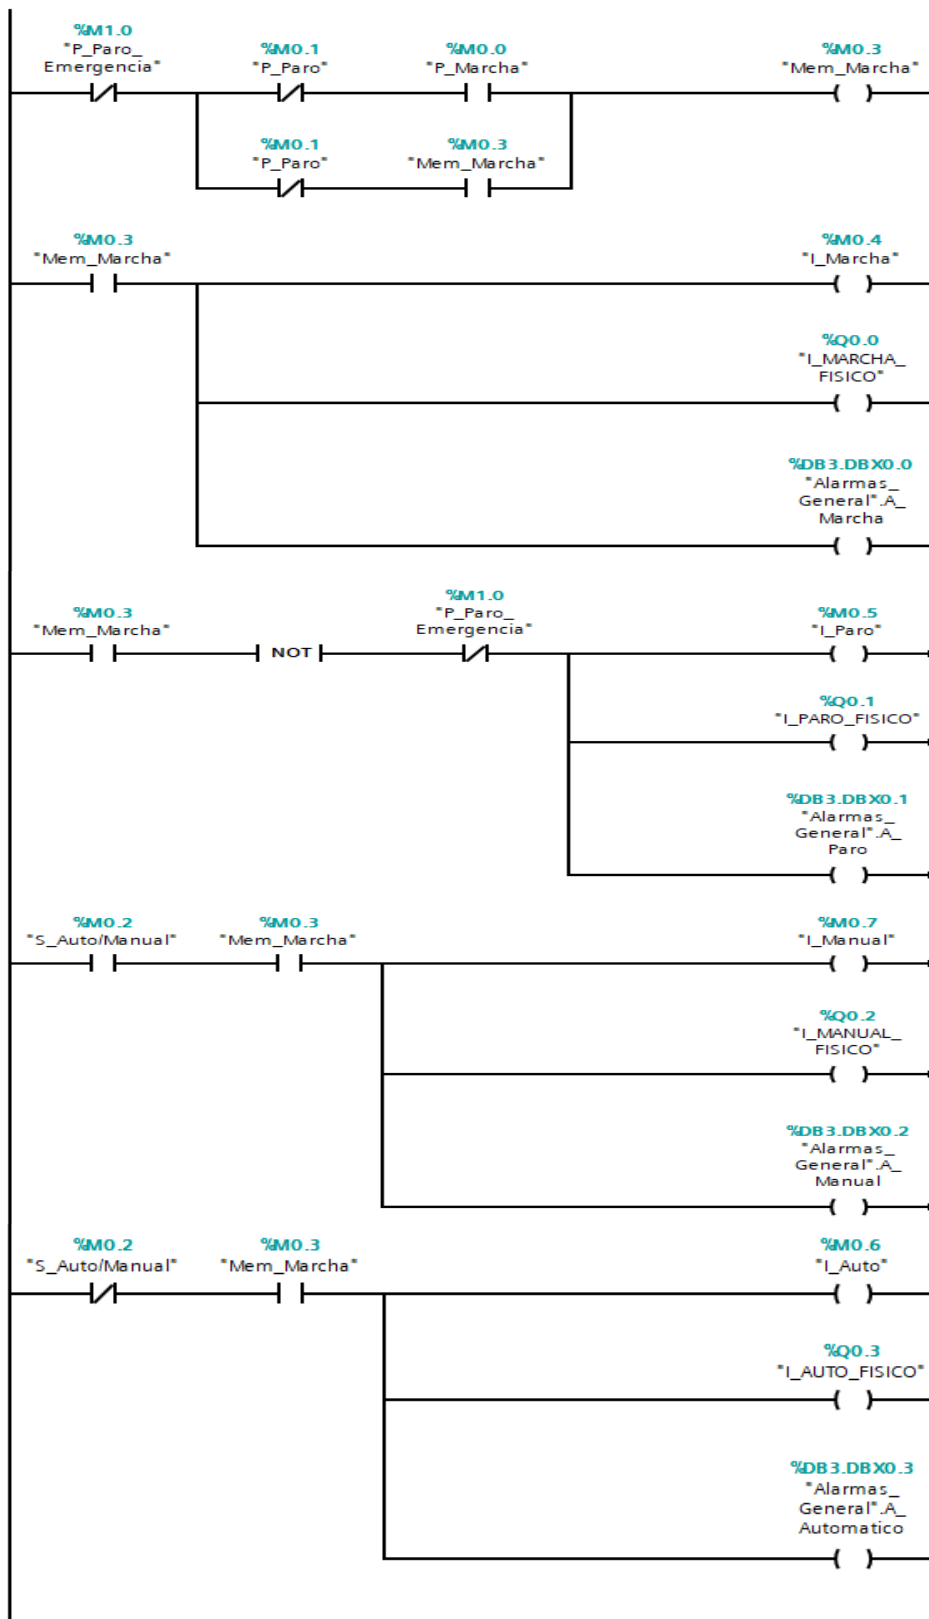 %M1.0
"P_Paro_
Emergencia"
%M0.1
"P_Paro"
%M0.0
"P_Marcha"
%M0.3
"Mem_Marcha"
%M0.1
"P_Paro"
%M0.3
"Mem_Marcha"
%M0.3
"Mem_Marcha"
%M0.4
"I_Marcha"
%Q0.0
"I_MARCHA_
FISICO"
%DB3.DBX0.0
"Alarmas_
General".A_
Marcha
%M0.3
"Mem_Marcha"
NOT
%M1.0
"P_Paro_
Emergencia"
%M0.5
"I_Paro"
%Q0.1
"I_PARO_FISICO"
%DB3.DBX0.1
"Alarmas_
General".A_
Paro
%M0.2
"S_Auto/Manual"
%M0.3
"Mem_Marcha"
%M0.7
"I_Manual"
%Q0.2
"I_MANUAL_
FISICO"
%DB3.DBX0.2
"Alarmas_
General".A_
Manual
%M0.2
"S_Auto/Manual"
%M0.3
"Mem_Marcha"
%M0.6
"I_Auto"
%Q0.3
"I_AUTO_FISICO"
%DB3.DBX0.3
"Alarmas_
General".A_
Automatico